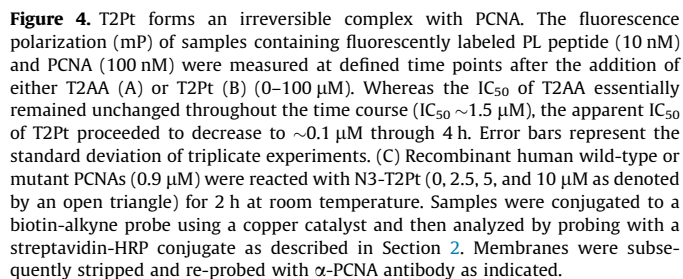 Figure 4. T2Pt forms an irreversible complex with PCNA. The fluorescence
polarization (mP) of samples containing fluorescently labeled PL peptide (10 nM)
and PCNA (100 nM) were measured at defined time points after the addition of
either T2AA (A) or T2Pt (B) (0–100 μM). Whereas the IC50 of T2AA essentially
remained unchanged throughout the time course (IC50 ∼1.5 μM), the apparent IC50
of T2Pt proceeded to decrease to ∼0.1 μM through 4 h. Error bars represent the
standard deviation of triplicate experiments. (C) Recombinant human wild-type or
mutant PCNAs (0.9 μM) were reacted with N3-T2Pt (0, 2.5, 5, and 10 μM as denoted
by an open triangle) for 2 h at room temperature. Samples were conjugated to a
biotin-alkyne probe using a copper catalyst and then analyzed by probing with a
streptavidin-HRP conjugate as described in Section 2. Membranes were subse-
quently stripped and re-probed with α-PCNA antibody as indicated.